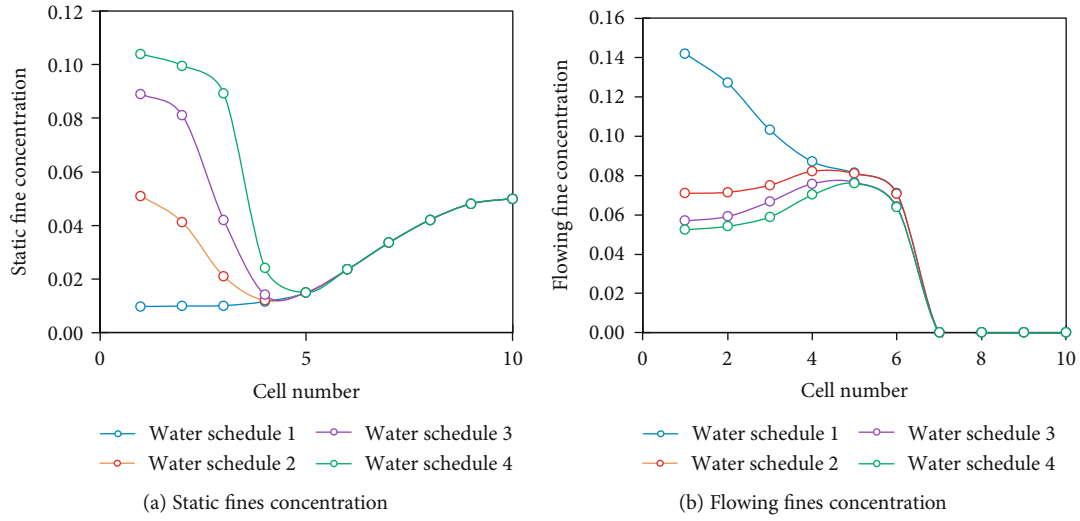 0.12
0.10
0.08
0.06
0.04
0.02
0.00
Static fine concentration
0
5
10
Cell number
Water schedule 1
Water schedule 3
Water schedule 2
Water schedule 4
(a) Static fines concentration
0.16
0.14
0.12
0.10
0.08
0.06
0.04
0.02
0.00
Flowing fine concentration
0
2
4
6
8
10
Cell number
Water schedule 1
Water schedule 3
Water schedule 2
Water schedule 4
(b) Flowing fines concentration